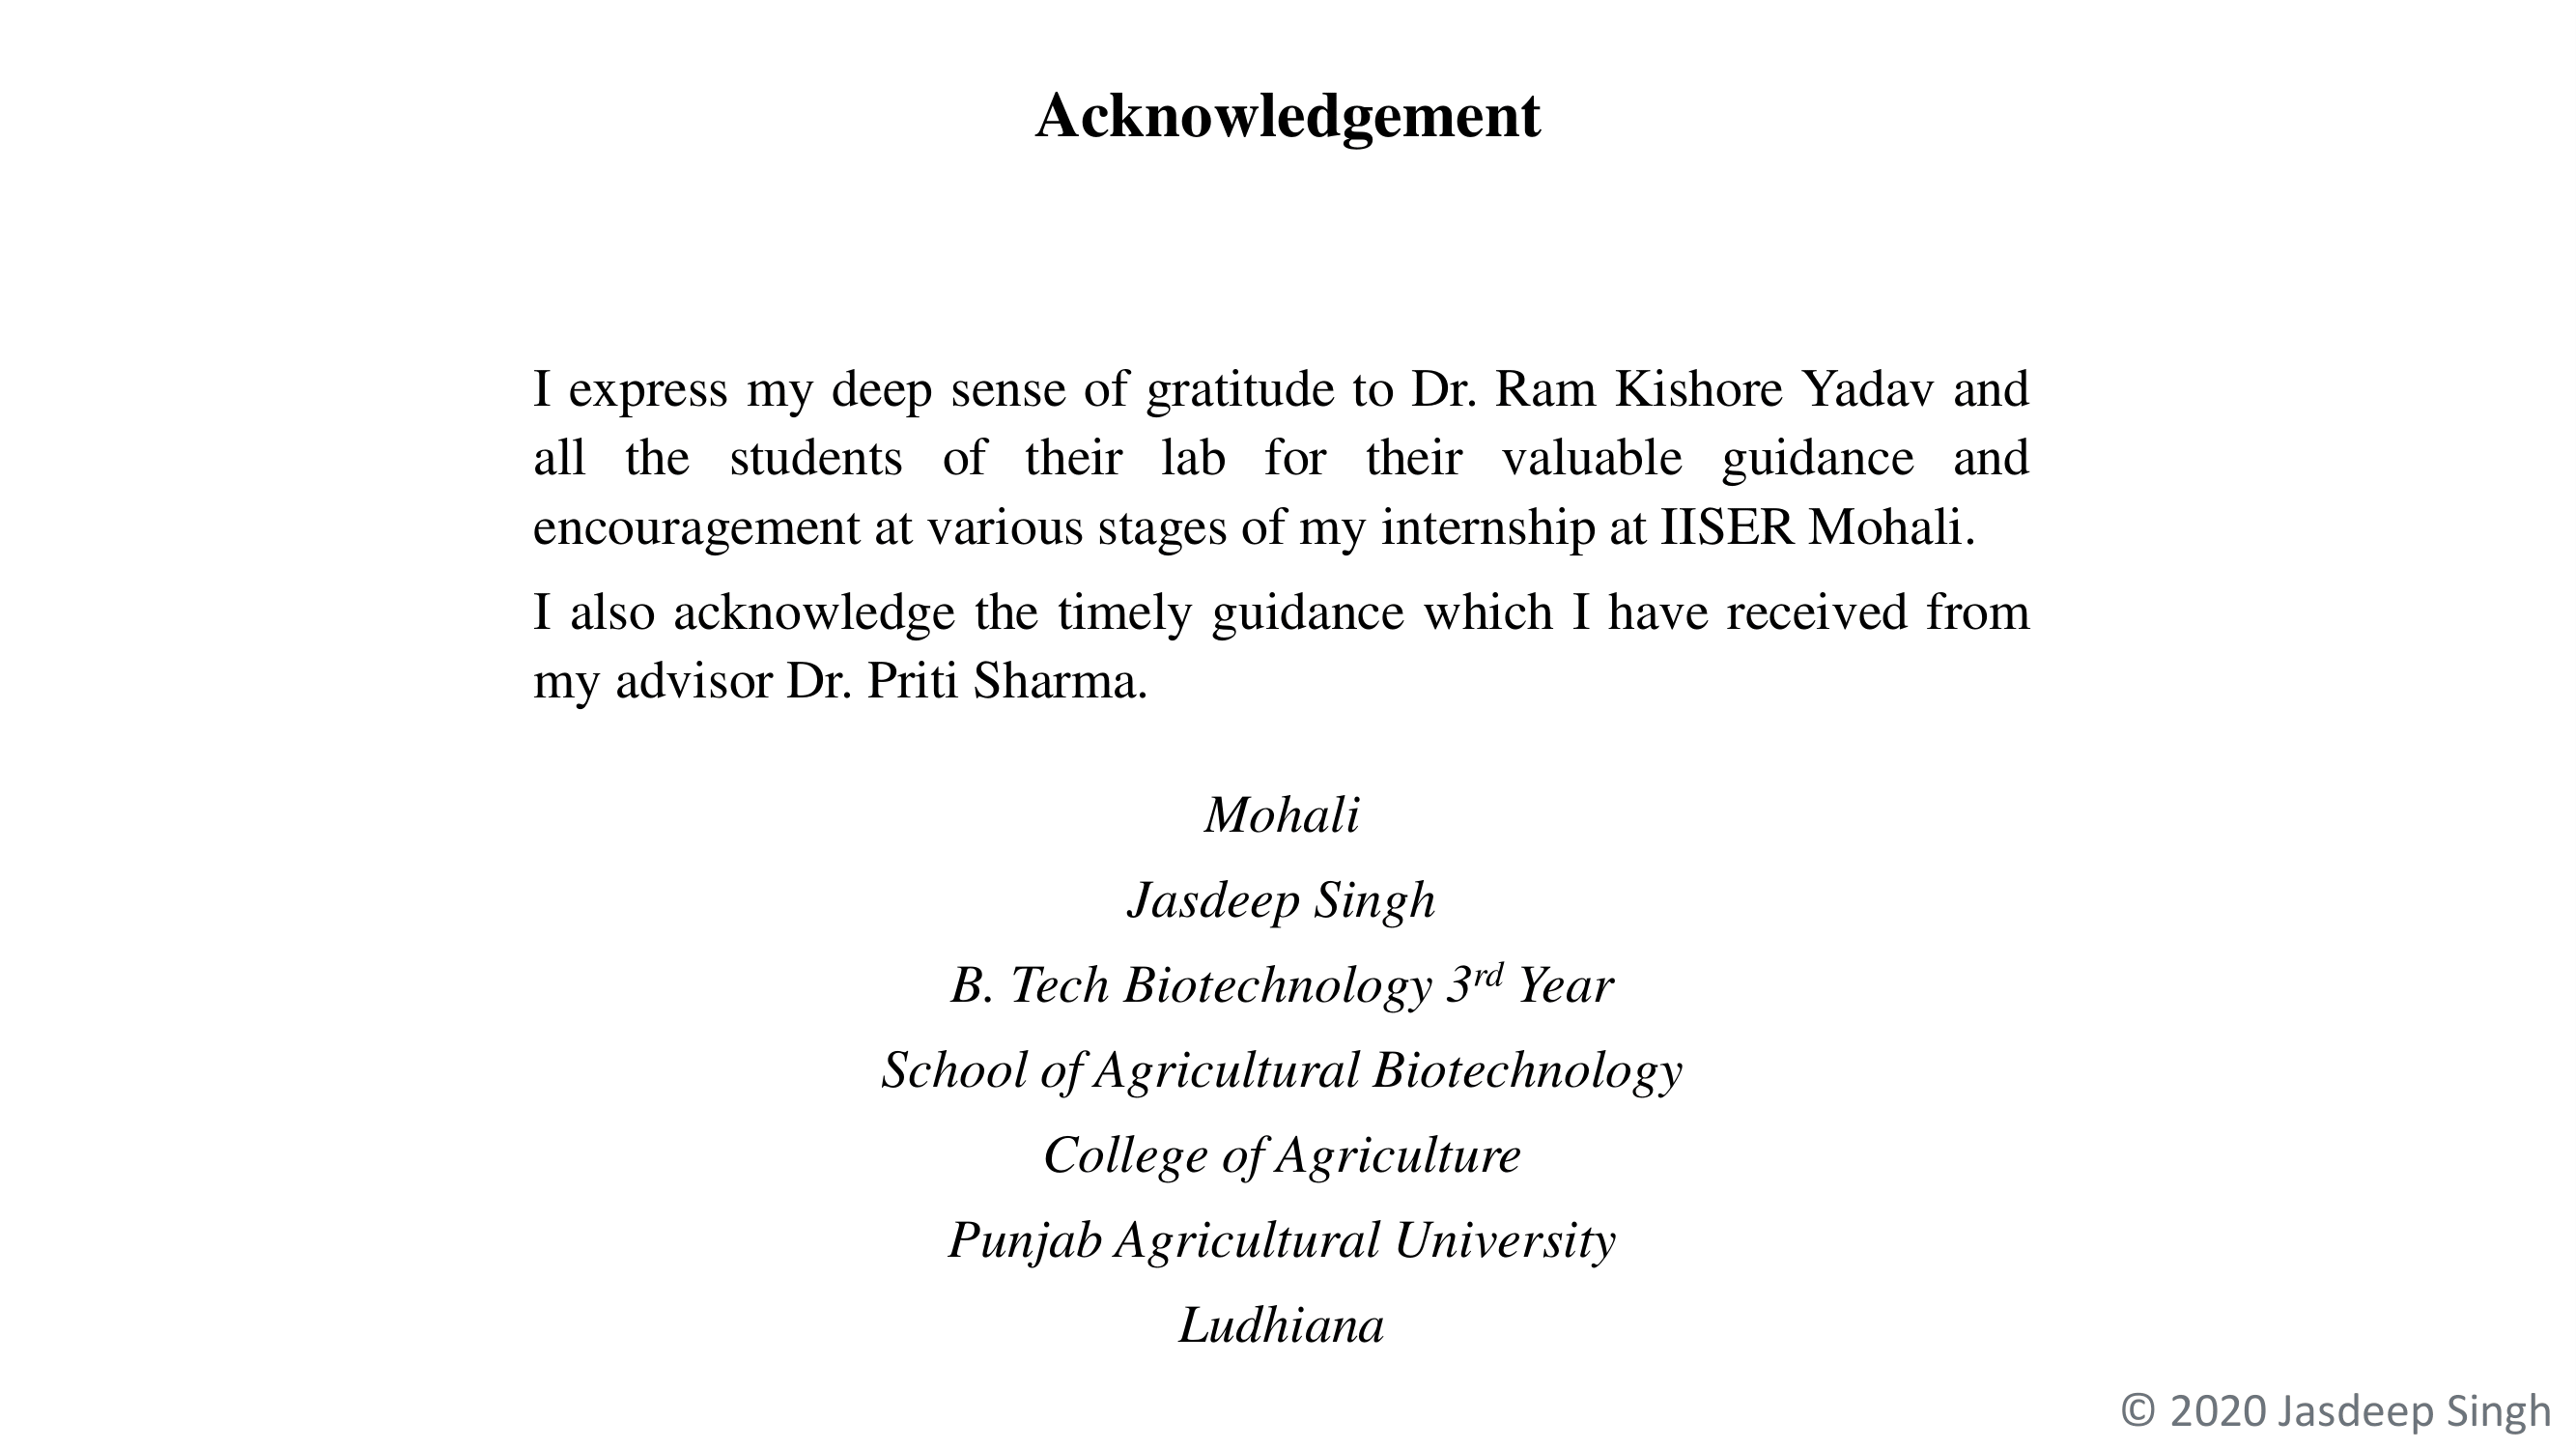 Acknowledgement
I express my deep sense of gratitude to Dr. Ram Kishore Yadav and
all the students of their lab for their valuable guidance and
encouragement at various stages of my internship at IISER Mohali.
I also acknowledge the timely guidance which I have received from
my advisor Dr. Priti Sharma.
Mohali
Jasdeep Singh
B. Tech Biotechnology 3rd Year
School of Agricultural Biotechnology
College of Agriculture
Punjab Agricultural University
Ludhiana
© 2020 Jasdeep Singh